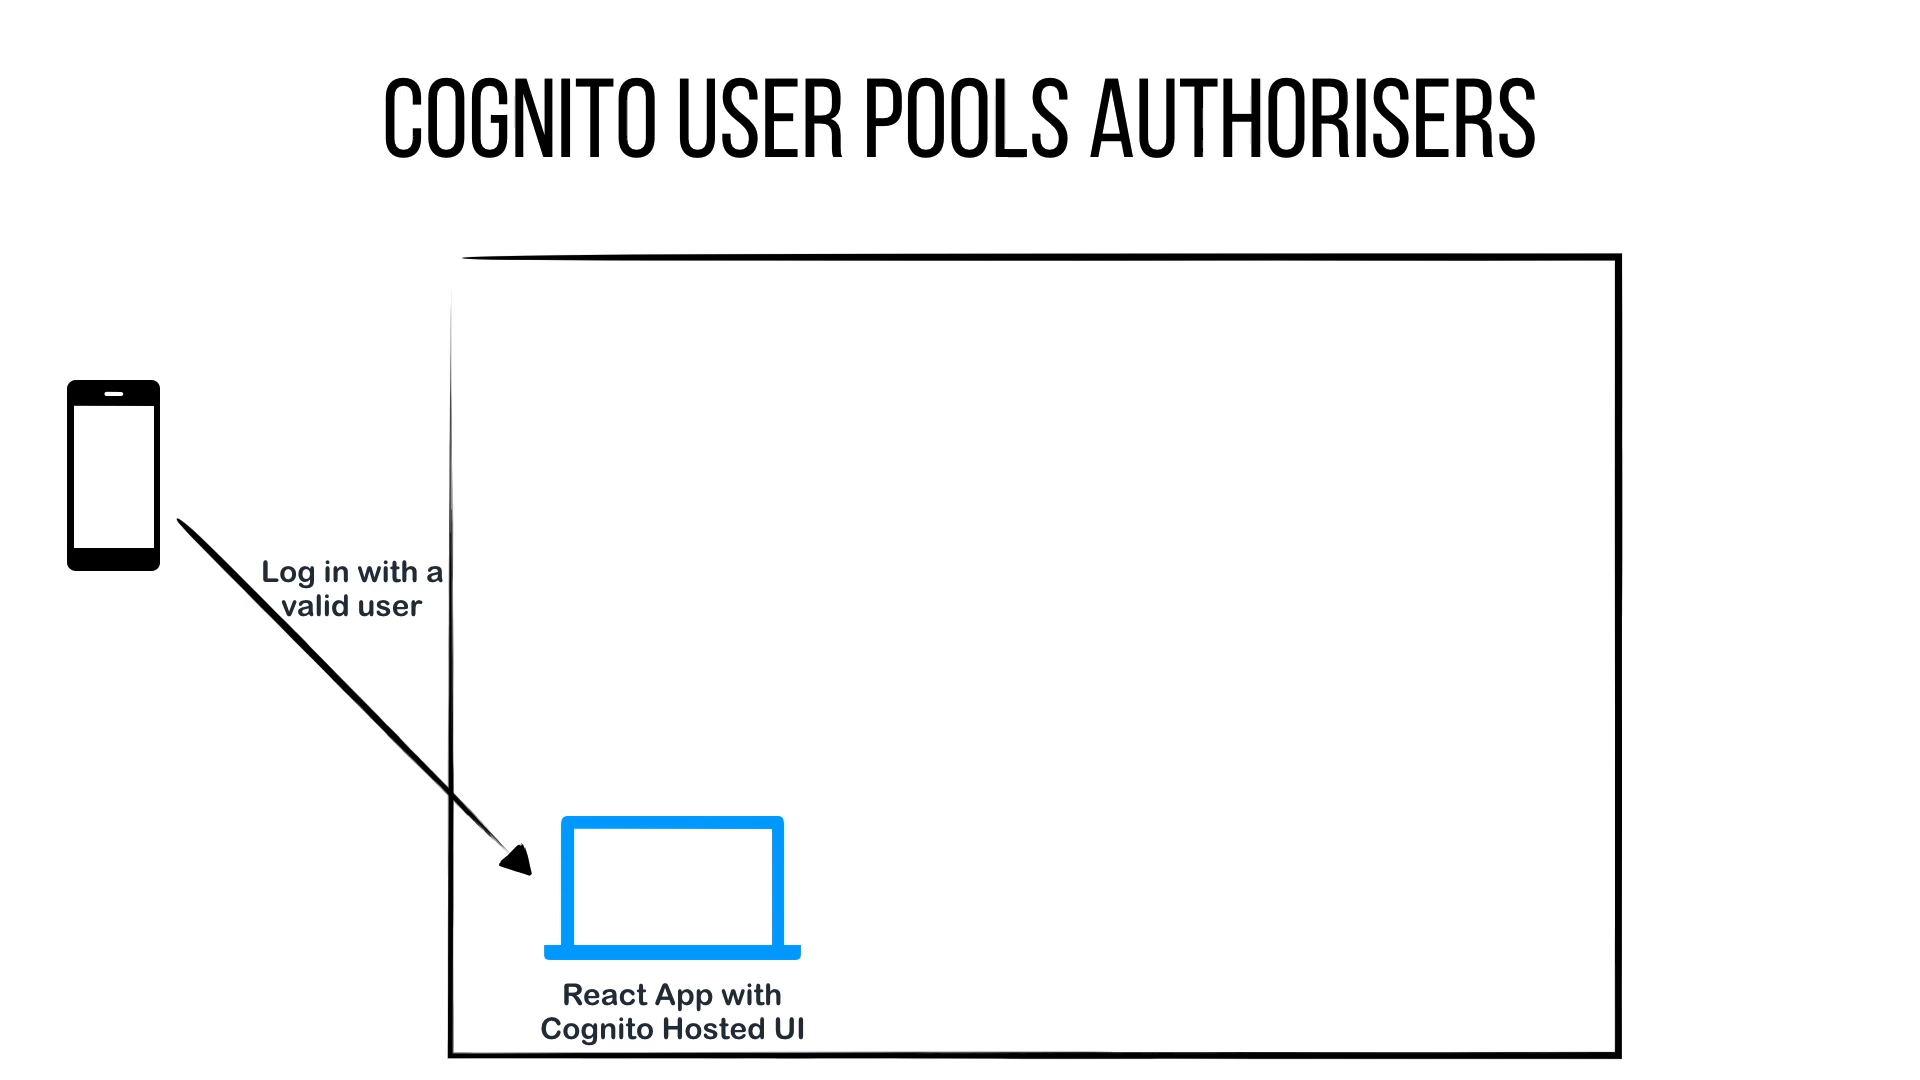 COGNITO USER POOLS AUTHORISERS
Log in with a
valid user
React App with
Cognito Hosted UI